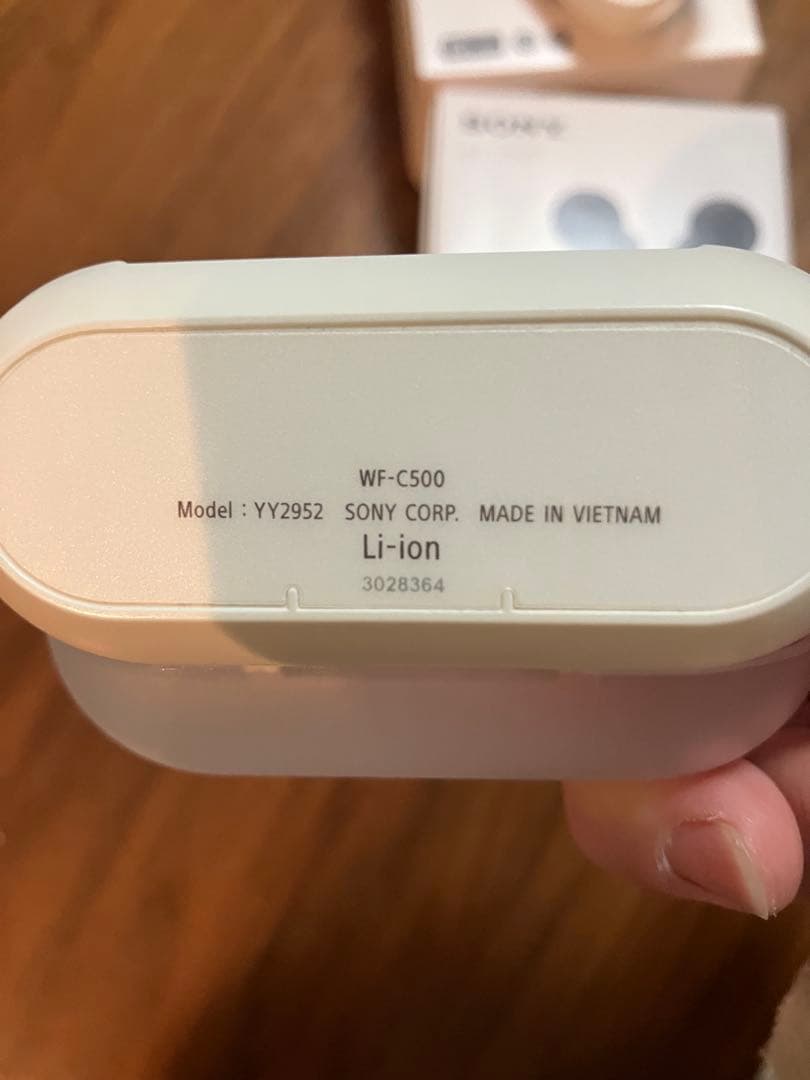 SONY
WF-C500
Model : YY2952 SONY CORP. MADE IN VIETNAM
Li-ion
3028364